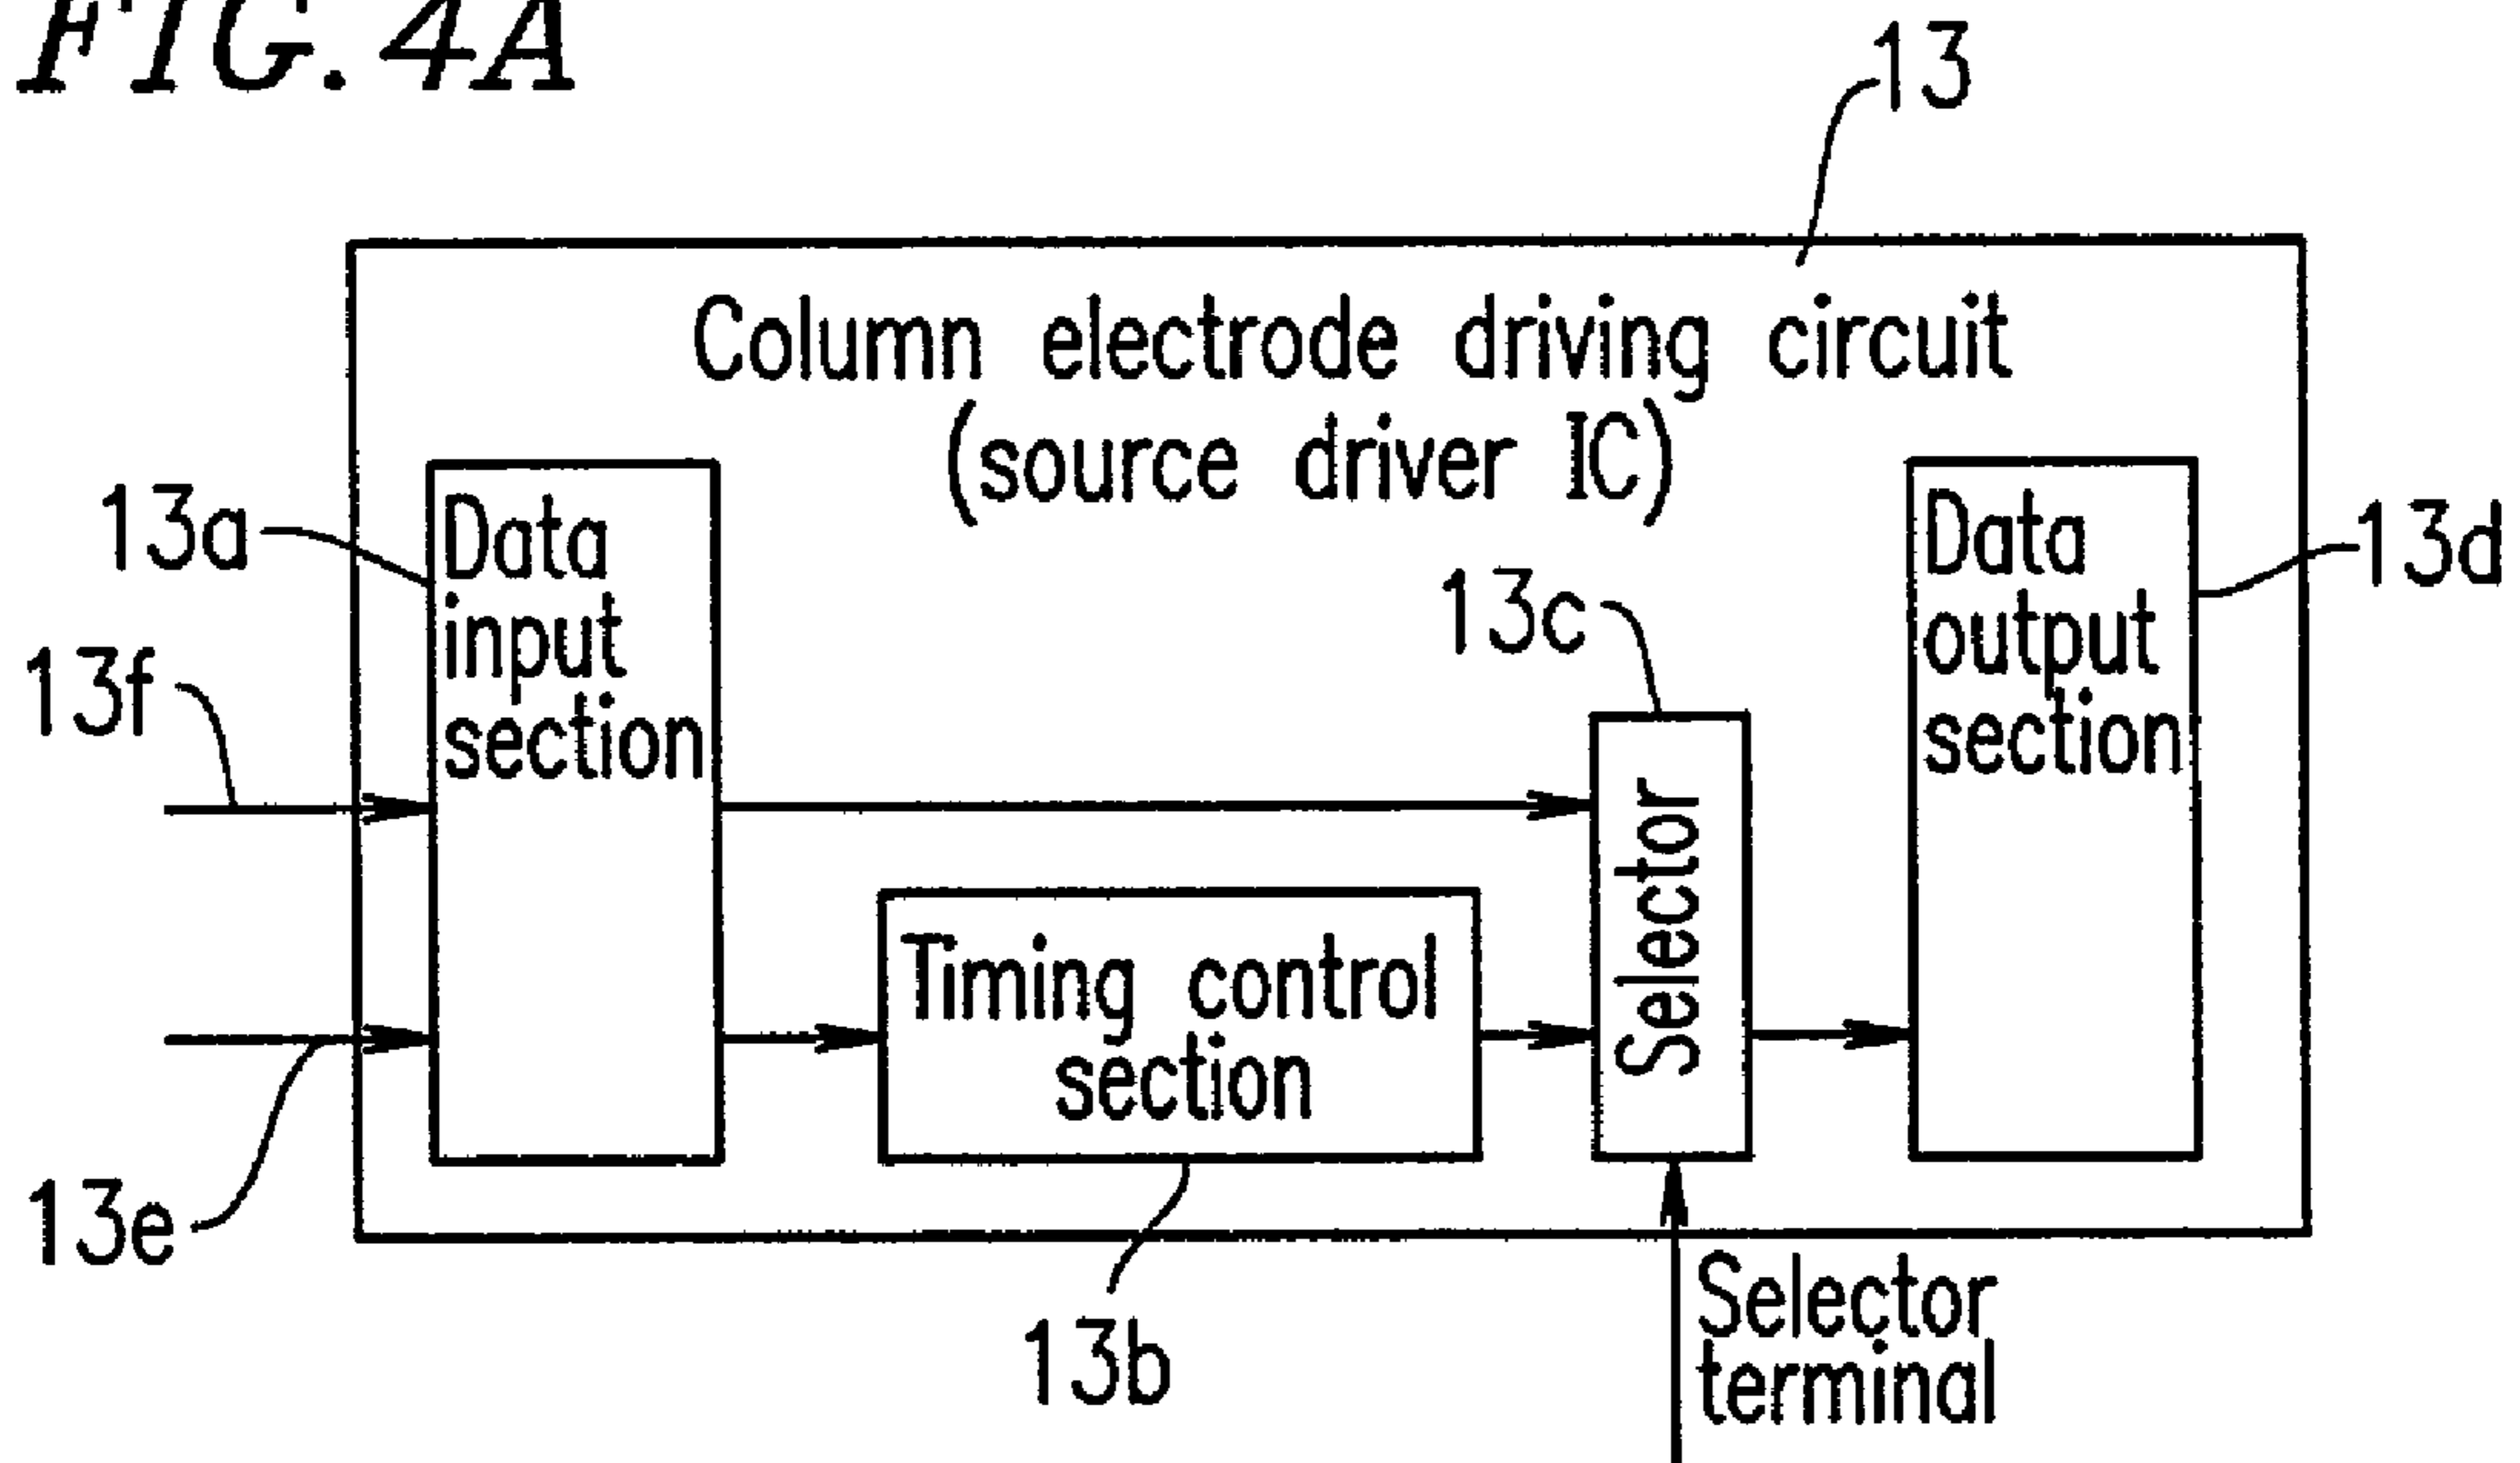 FIG. 4A
13
Column electrode driving circuit
(source driver IC)
13a
Data
input
section
13f
13c
Data
output
section
13d
Selector
Timing control
section
13e
13b
Selector
terminal